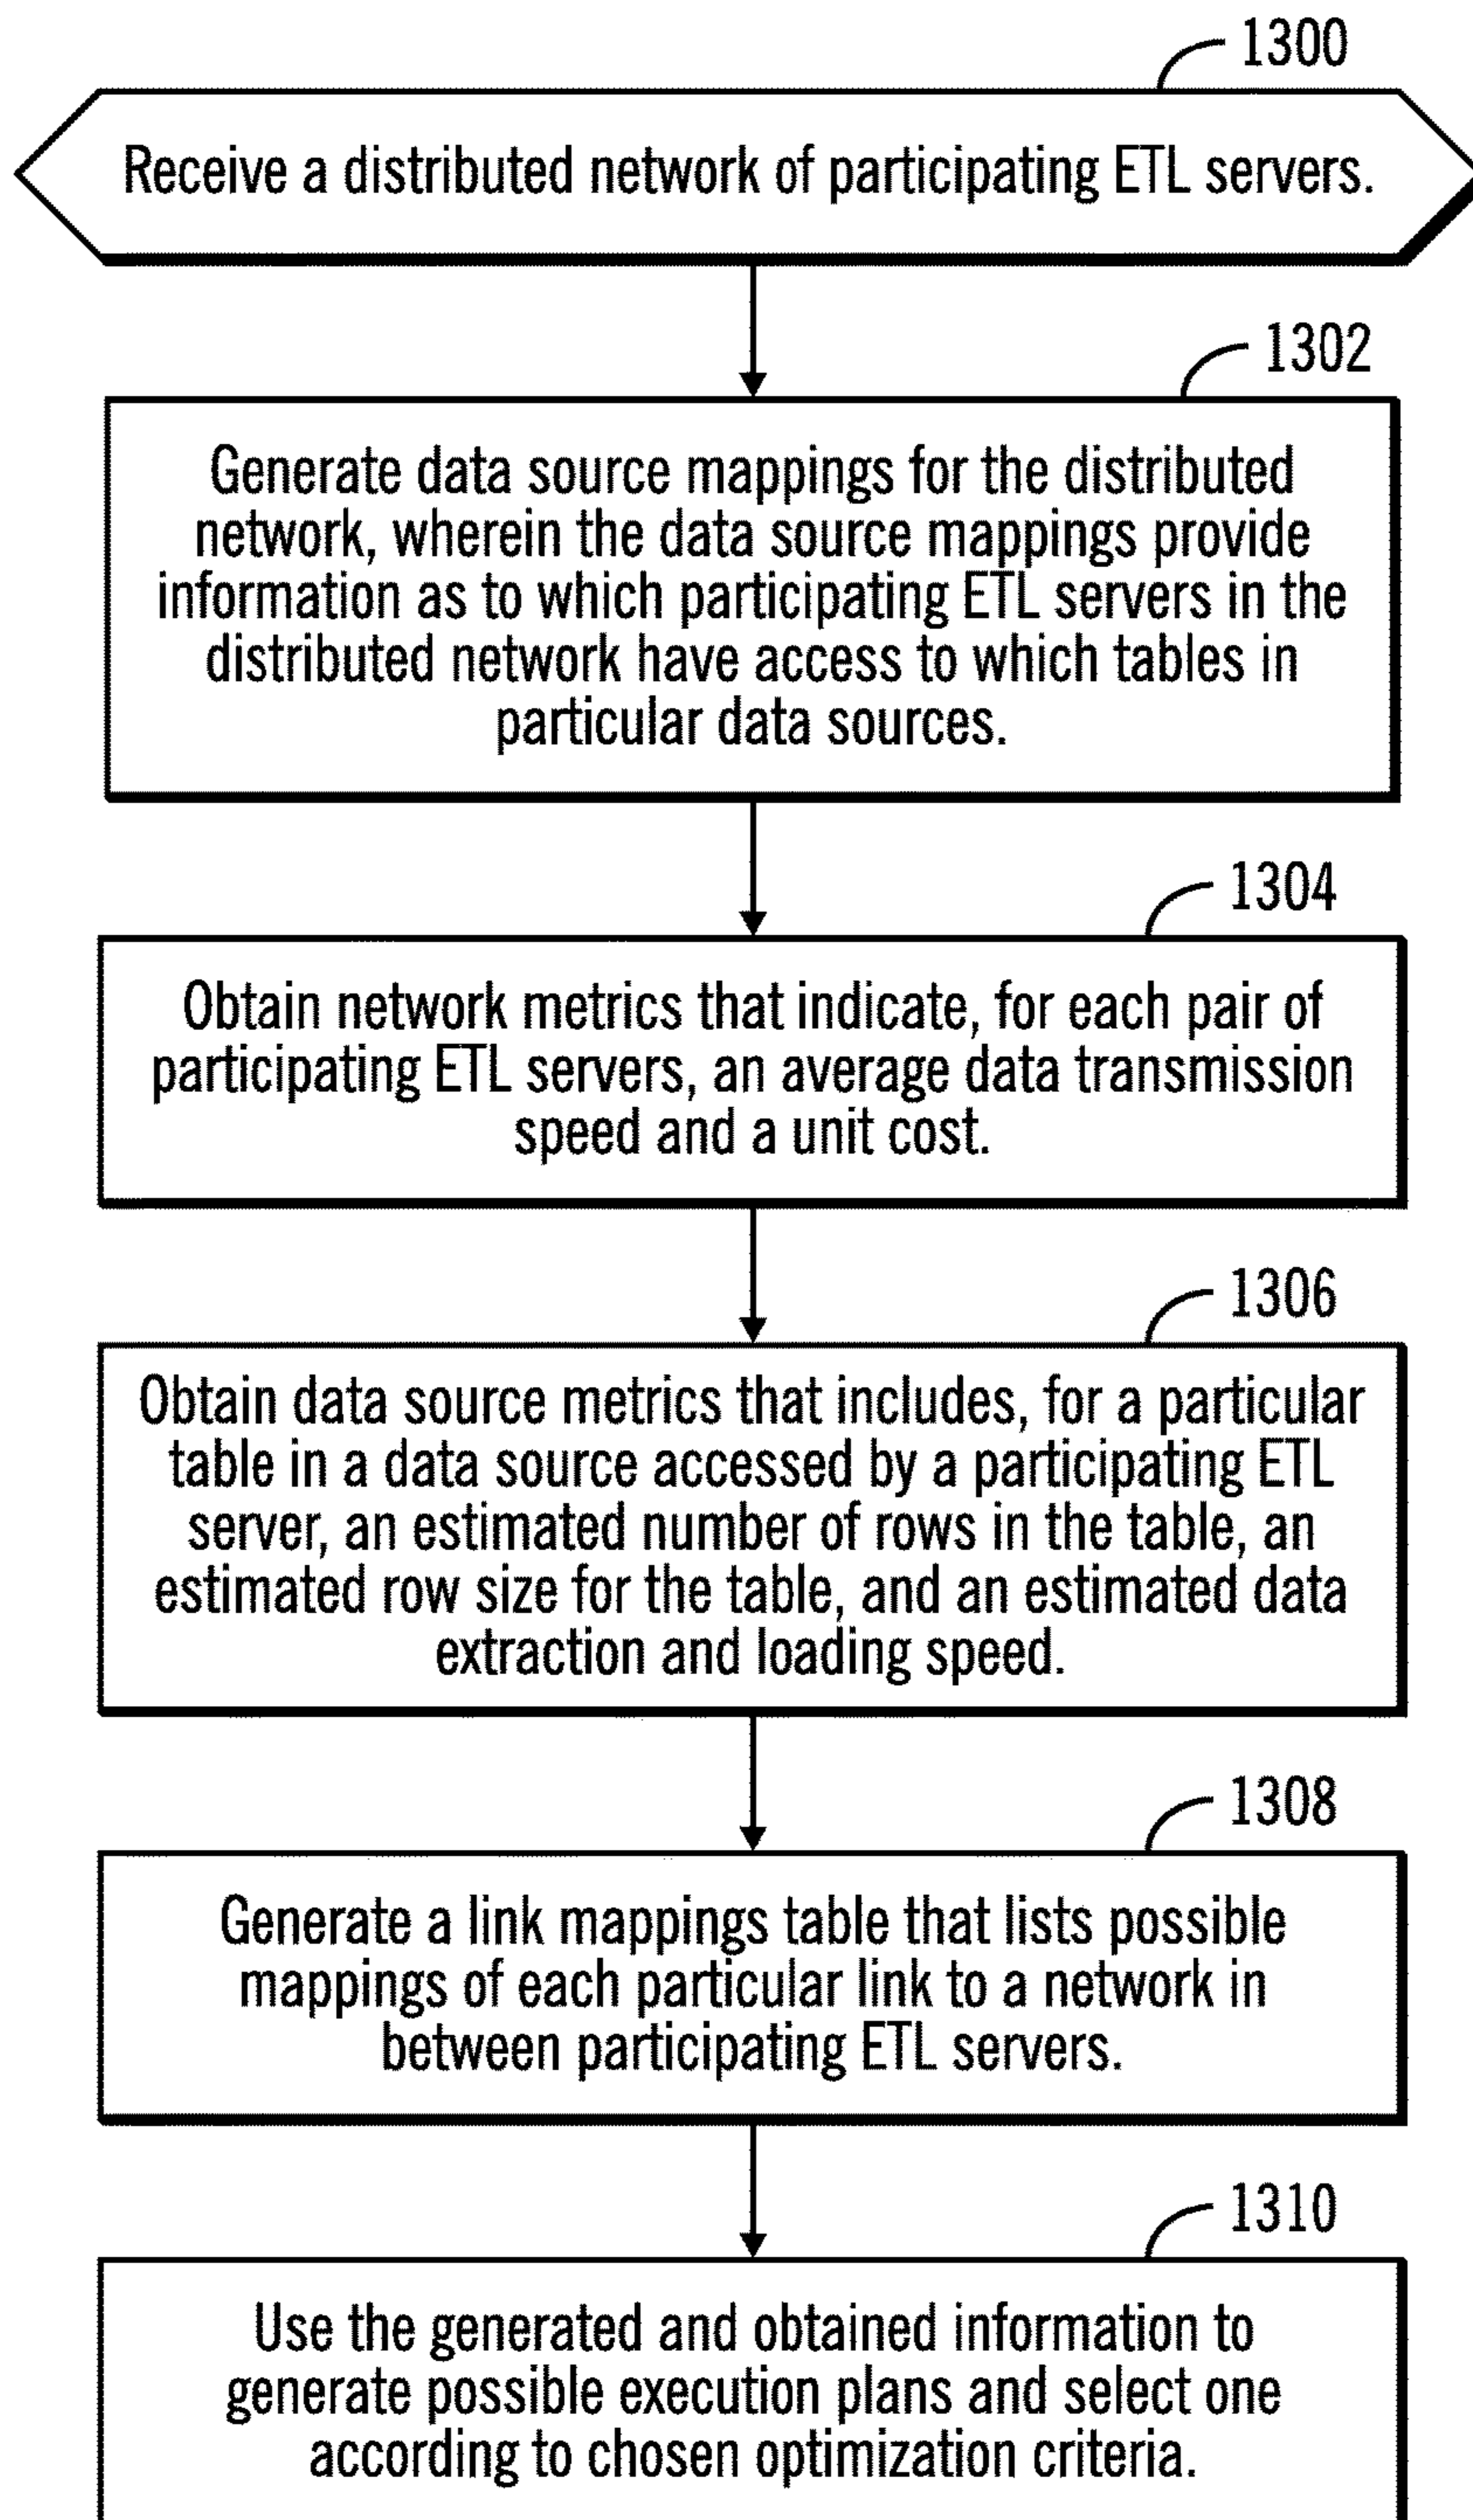 1300
Receive a distributed network of participating ETL servers.
1302
Generate data source mappings for the distributed
network, wherein the data source mappings provide
information as to which participating ETL servers in the
distributed network have access to which tables in
particular data sources.
1304
Obtain network metrics that indicate, for each pair of
participating ETL servers, an average data transmission
speed and a unit cost.
1306
Obtain data source metrics that includes, for a particular
table in a data source accessed by a participating ETL
server, an estimated number of rows in the table, an
estimated row size for the table, and an estimated data
extraction and loading speed.
1308
Generate a link mappings table that lists possible
mappings of each particular link to a network in
between participating ETL servers.
1310
Use the generated and obtained information to
generate possible execution plans and select one
according to chosen optimization criteria.